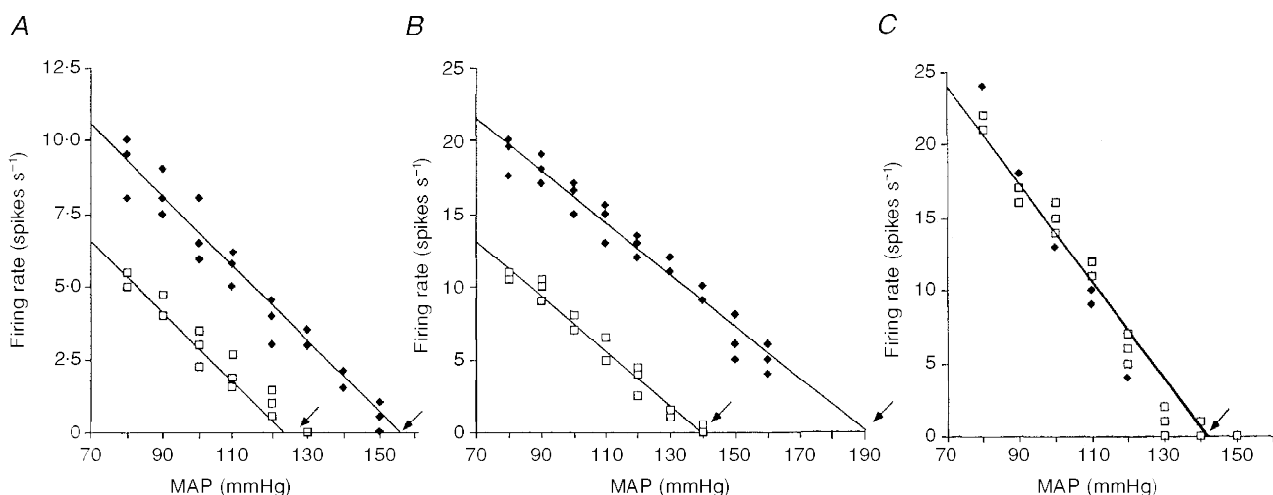 A
12·5
10·0
7·5
5·0
2·5
0
Firing rate (spikes s⁻¹)
70 90 110 130 150
MAP (mmHg)
B
25
20
15
10
5
0
Firing rate (spikes s⁻¹)
70 90 110 130 150 170 190
MAP (mmHg)
C
25
20
15
10
5
0
Firing rate (spikes s⁻¹)
70 90 110 130 150
MAP (mmHg)